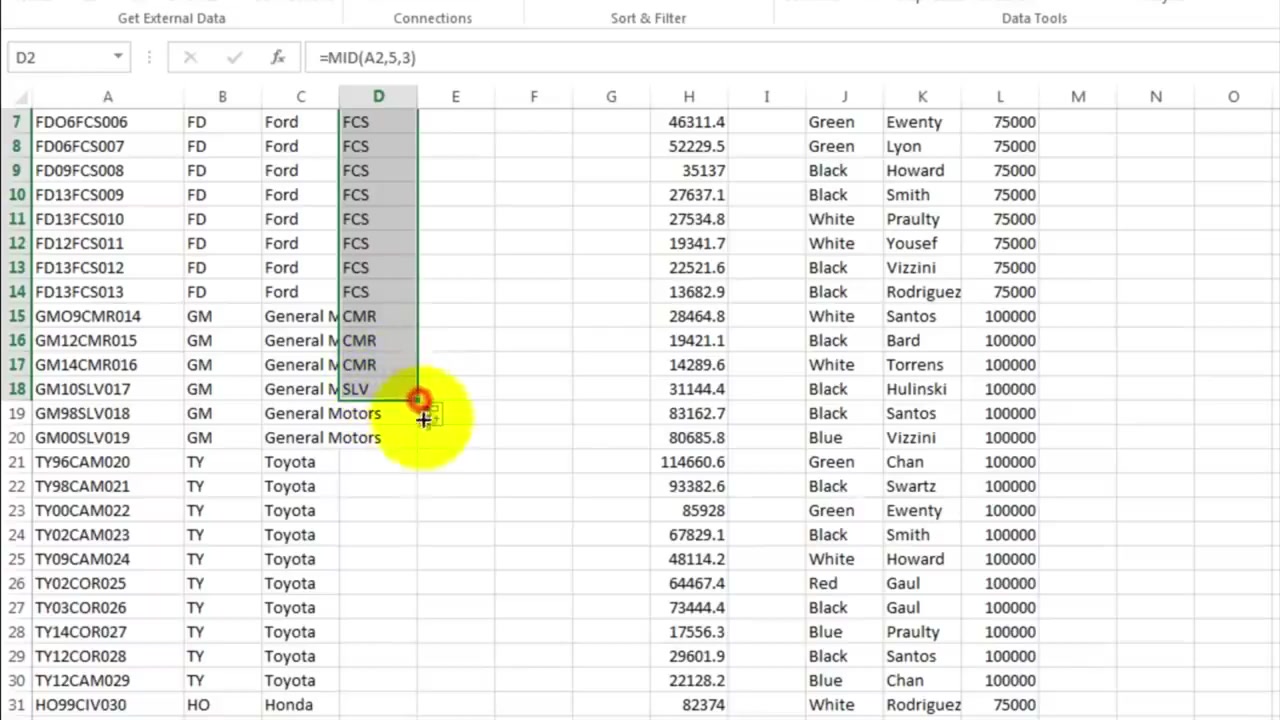 Get External Data Connections Sort & Filter Data Tools
D2 fx =MID(A2,5,3)
A B C D E F G H I J K L M N O
7 FDO6FCS006 FD Ford FCS 46311.4 Green Ewenty 75000
8 FD06FCS007 FD Ford FCS 52229.5 Green Lyon 75000
9 FD09FCS008 FD Ford FCS 35137 Black Howard 75000
10 FD13FCS009 FD Ford FCS 27637.1 Black Smith 75000
11 FD13FCS010 FD Ford FCS 27534.8 White Praulty 75000
12 FD12FCS011 FD Ford FCS 19341.7 White Yousef 75000
13 FD13FCS012 FD Ford FCS 22521.6 Black Vizzini 75000
14 FD13FCS013 FD Ford FCS 13682.9 Black Rodriguez 75000
15 GMO9CMR014 GM General M CMR 28464.8 White Santos 100000
16 GM12CMR015 GM General M CMR 19421.1 Black Bard 100000
17 GM14CMR016 GM General M CMR 14289.6 White Torrens 100000
18 GM10SLV017 GM General M SLV 31144.4 Black Hulinski 100000
19 GM98SLV018 GM General Motors 83162.7 Black Santos 100000
20 GM00SLV019 GM General Motors 80685.8 Blue Vizzini 100000
21 TY96CAM020 TY Toyota 114660.6 Green Chan 100000
22 TY98CAM021 TY Toyota 93382.6 Black Swartz 100000
23 TY00CAM022 TY Toyota 85928 Green Ewenty 100000
24 TY02CAM023 TY Toyota 67829.1 Black Smith 100000
25 TY09CAM024 TY Toyota 48114.2 White Howard 100000
26 TY02COR025 TY Toyota 64467.4 Red Gaul 100000
27 TY03COR026 TY Toyota 73444.4 Black Gaul 100000
28 TY14COR027 TY Toyota 17556.3 Blue Praulty 100000
29 TY12COR028 TY Toyota 29601.9 Black Santos 100000
30 TY12CAM029 TY Toyota 22128.2 Blue Chan 100000
31 HO99CIV030 HO Honda 82374 White Rodriguez 75000